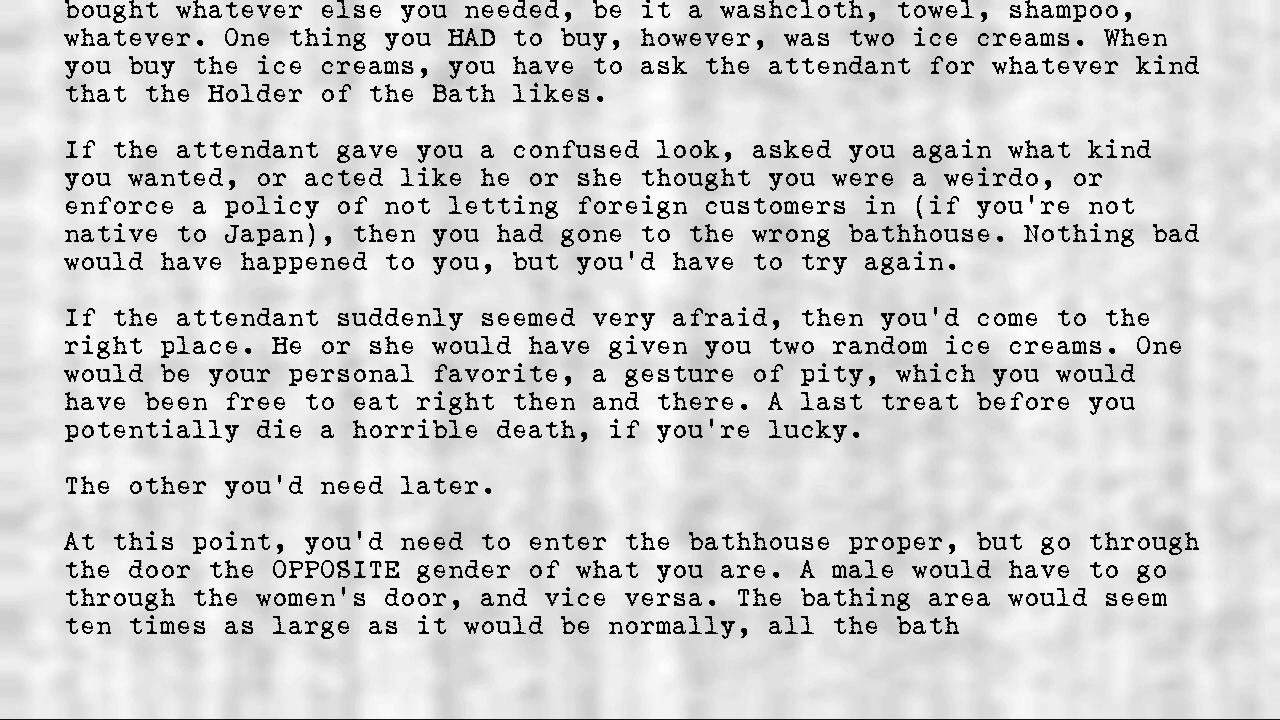 bought whatever else you needed, be it a washcloth, towel, shampoo,
whatever. One thing you HAD to buy, however, was two ice creams. When
you buy the ice creams, you have to ask the attendant for whatever kind
that the Holder of the Bath likes.
If the attendant gave you a confused look, asked you again what kind
you wanted, or acted like he or she thought you were a weirdo, or
enforce a policy of not letting foreign customers in (if you're not
native to Japan), then you had gone to the wrong bathhouse. Nothing bad
would have happened to you, but you'd have to try again.
If the attendant suddenly seemed very afraid, then you'd come to the
right place. He or she would have given you two random ice creams. One
would be your personal favorite, a gesture of pity, which you would
have been free to eat right then and there. A last treat before you
potentially die a horrible death, if you're lucky.
The other you'd need later.
At this point, you'd need to enter the bathhouse proper, but go through
the door the OPPOSITE gender of what you are. A male would have to go
through the women's door, and vice versa. The bathing area would seem
ten times as large as it would be normally, all the bath